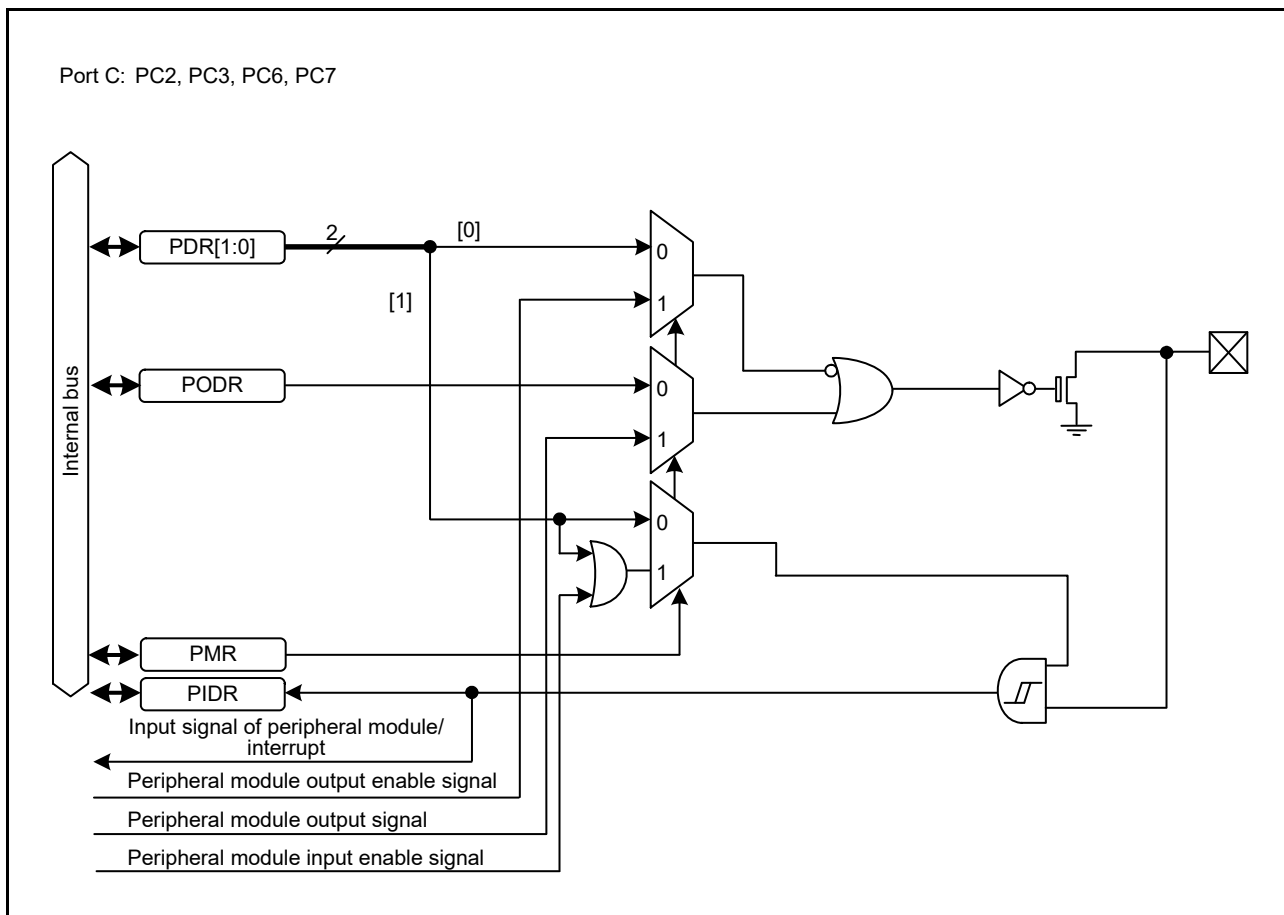 Port C: PC2, PC3, PC6, PC7
Internal bus
PDR[1:0]
2
[0]
[1]
0
1
PODR
0
1
0
1
PMR
PIDR
Input signal of peripheral module/
interrupt
Peripheral module output enable signal
Peripheral module output signal
Peripheral module input enable signal